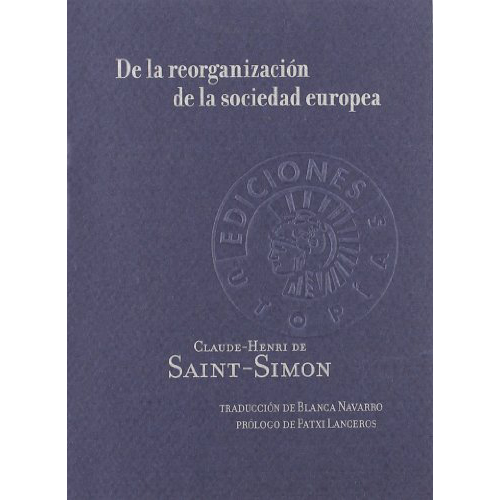 De la reorganización
de la sociedad europea
EDICIONES
UTOPÍAS
CLAUDE-HENRI DE
SAINT-SIMON
TRADUCCIÓN DE BLANCA NAVARRO
PRÓLOGO DE PATXI LANCEROS